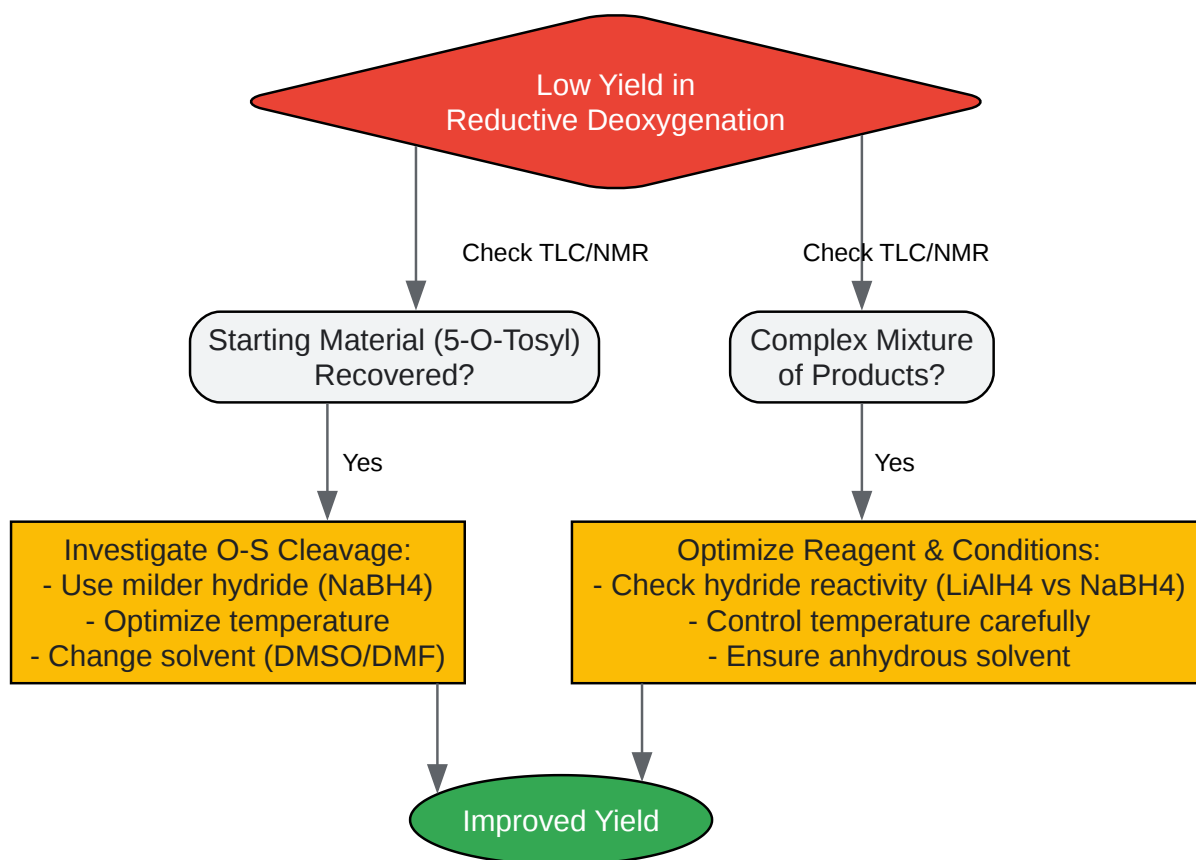 Low Yield in
Reductive Deoxygenation
Check TLC/NMR
Check TLC/NMR
Starting Material (5-O-Tosyl)
Recovered?
Complex Mixture
of Products?
Yes
Yes
Investigate O-S Cleavage:
- Use milder hydride (NaBH4)
- Optimize temperature
- Change solvent (DMSO/DMF)
Optimize Reagent & Conditions:
- Check hydride reactivity (LiAlH4 vs NaBH4)
- Control temperature carefully
- Ensure anhydrous solvent
Improved Yield